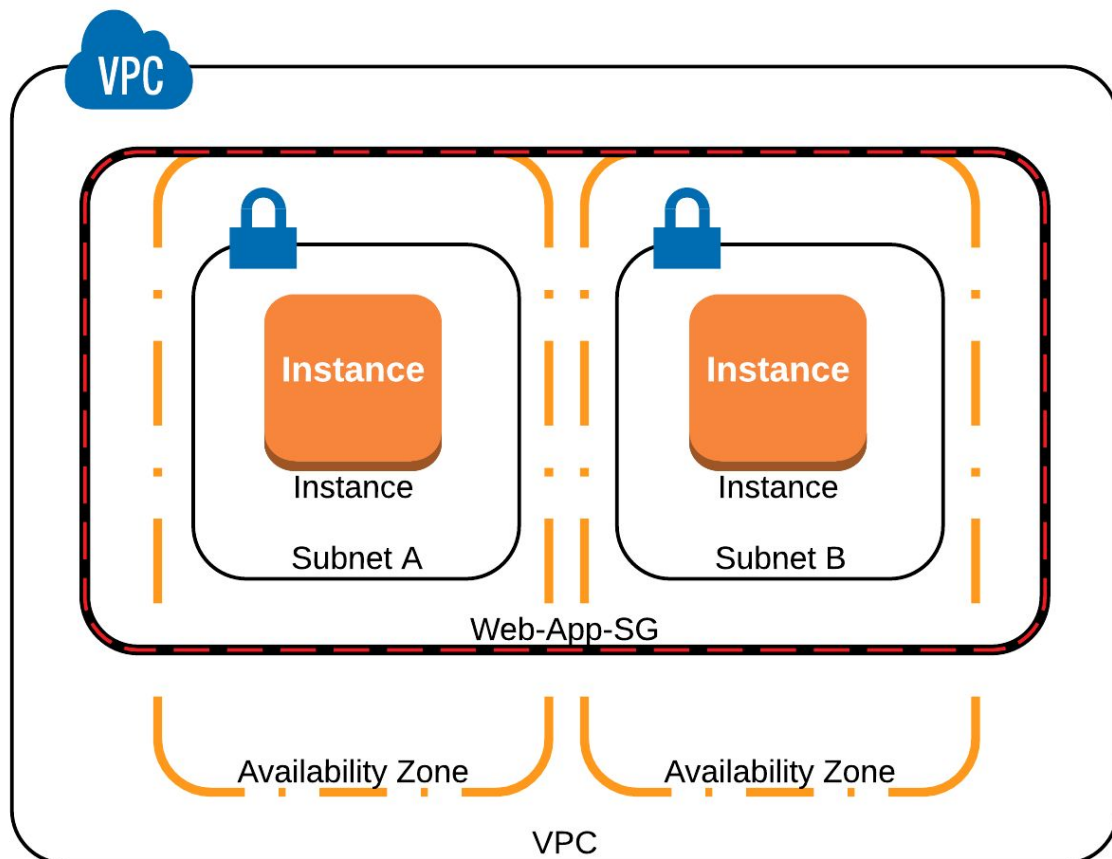 VPC
Instance
Instance
Instance
Instance
Subnet A
Subnet B
Web-App-SG
Availability Zone
Availability Zone
VPC